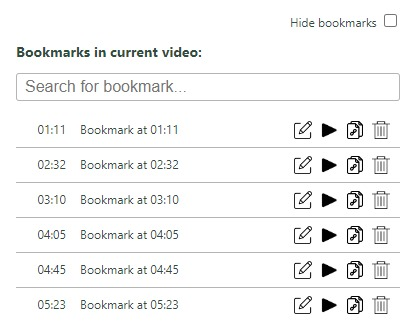 Hide bookmarks
Bookmarks in current video:
Search for bookmark...
01:11 Bookmark at 01:11
02:32 Bookmark at 02:32
03:10 Bookmark at 03:10
04:05 Bookmark at 04:05
04:45 Bookmark at 04:45
05:23 Bookmark at 05:23